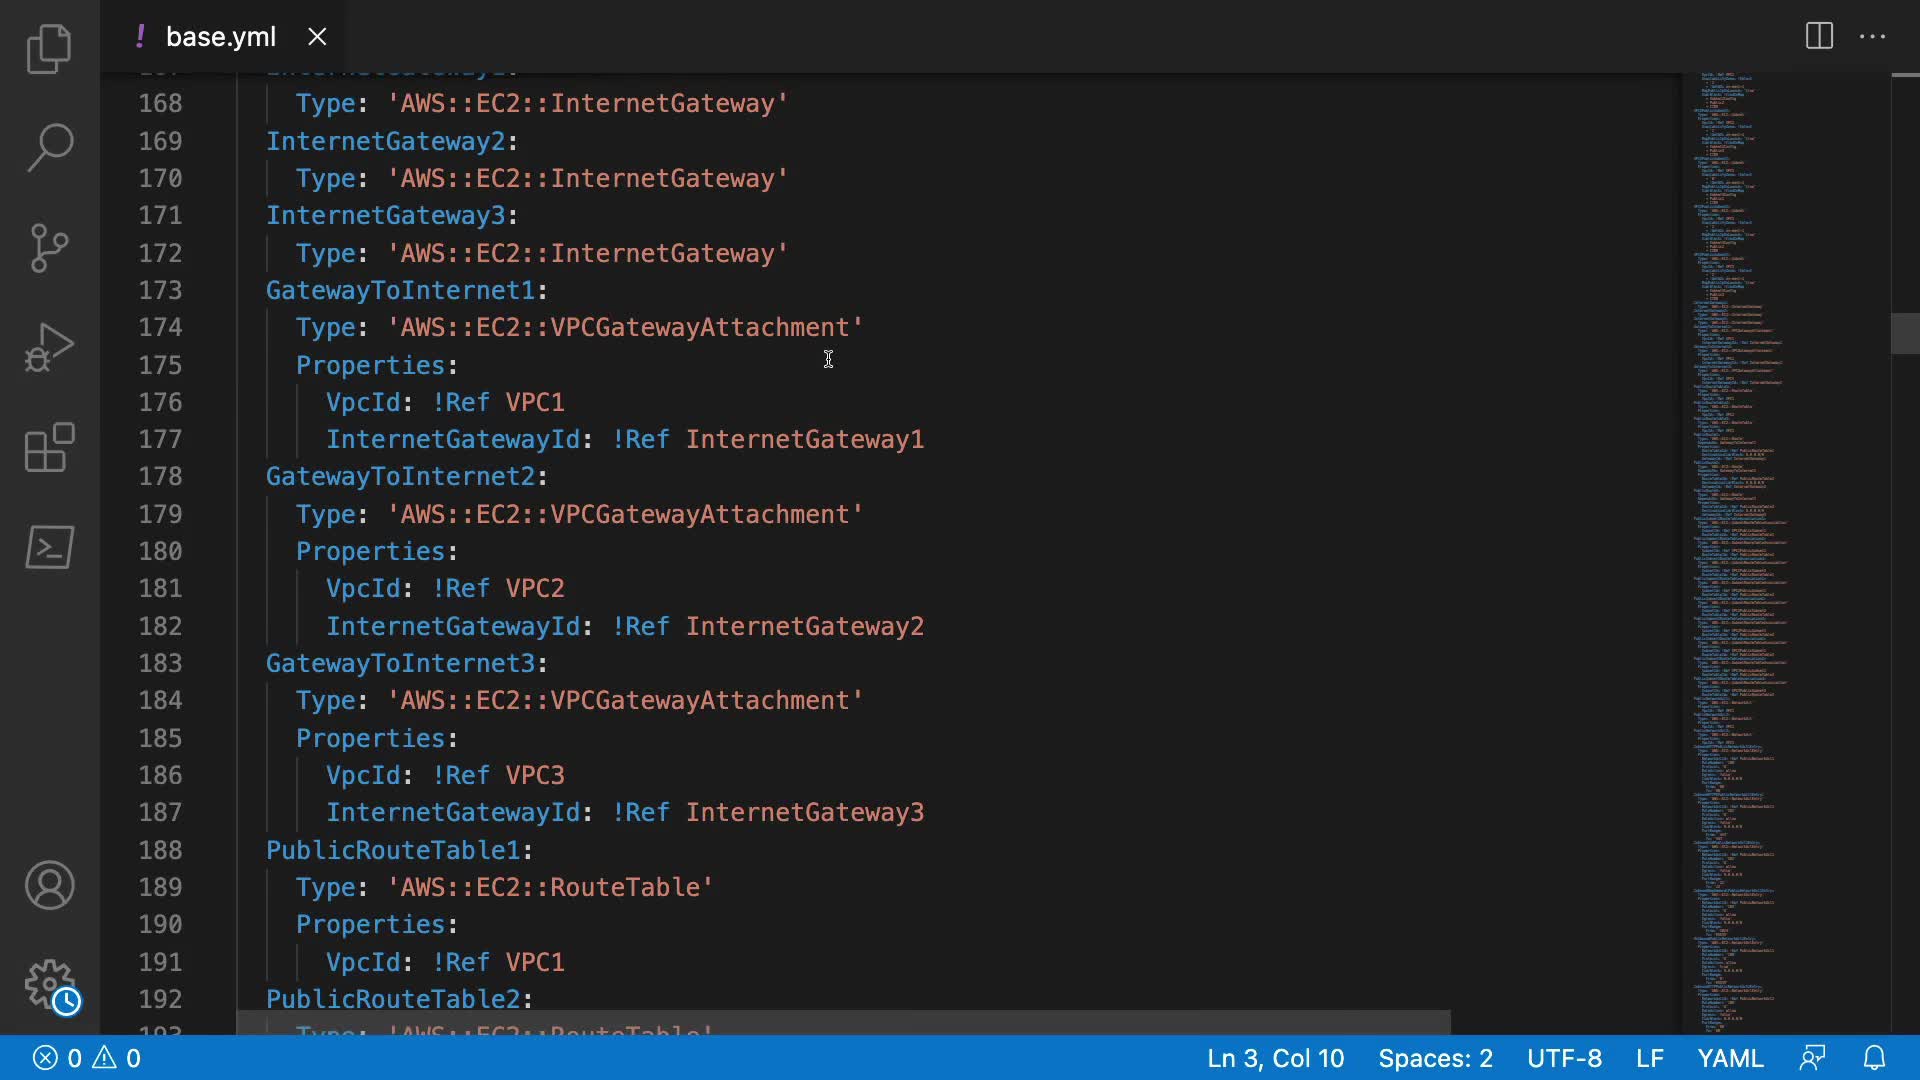 ! base.yml
168 Type: 'AWS::EC2::InternetGateway'
169 InternetGateway2:
170 Type: 'AWS::EC2::InternetGateway'
171 InternetGateway3:
172 Type: 'AWS::EC2::InternetGateway'
173 GatewayToInternet1:
174 Type: 'AWS::EC2::VPCGatewayAttachment'
175 Properties:
176 VpcId: !Ref VPC1
177 InternetGatewayId: !Ref InternetGateway1
178 GatewayToInternet2:
179 Type: 'AWS::EC2::VPCGatewayAttachment'
180 Properties:
181 VpcId: !Ref VPC2
182 InternetGatewayId: !Ref InternetGateway2
183 GatewayToInternet3:
184 Type: 'AWS::EC2::VPCGatewayAttachment'
185 Properties:
186 VpcId: !Ref VPC3
187 InternetGatewayId: !Ref InternetGateway3
188 PublicRouteTable1:
189 Type: 'AWS::EC2::RouteTable'
190 Properties:
191 VpcId: !Ref VPC1
192 PublicRouteTable2:
193 Type: 'AWS::EC2::RouteTable'
0 0 Ln 3, Col 10 Spaces: 2 UTF-8 LF YAML